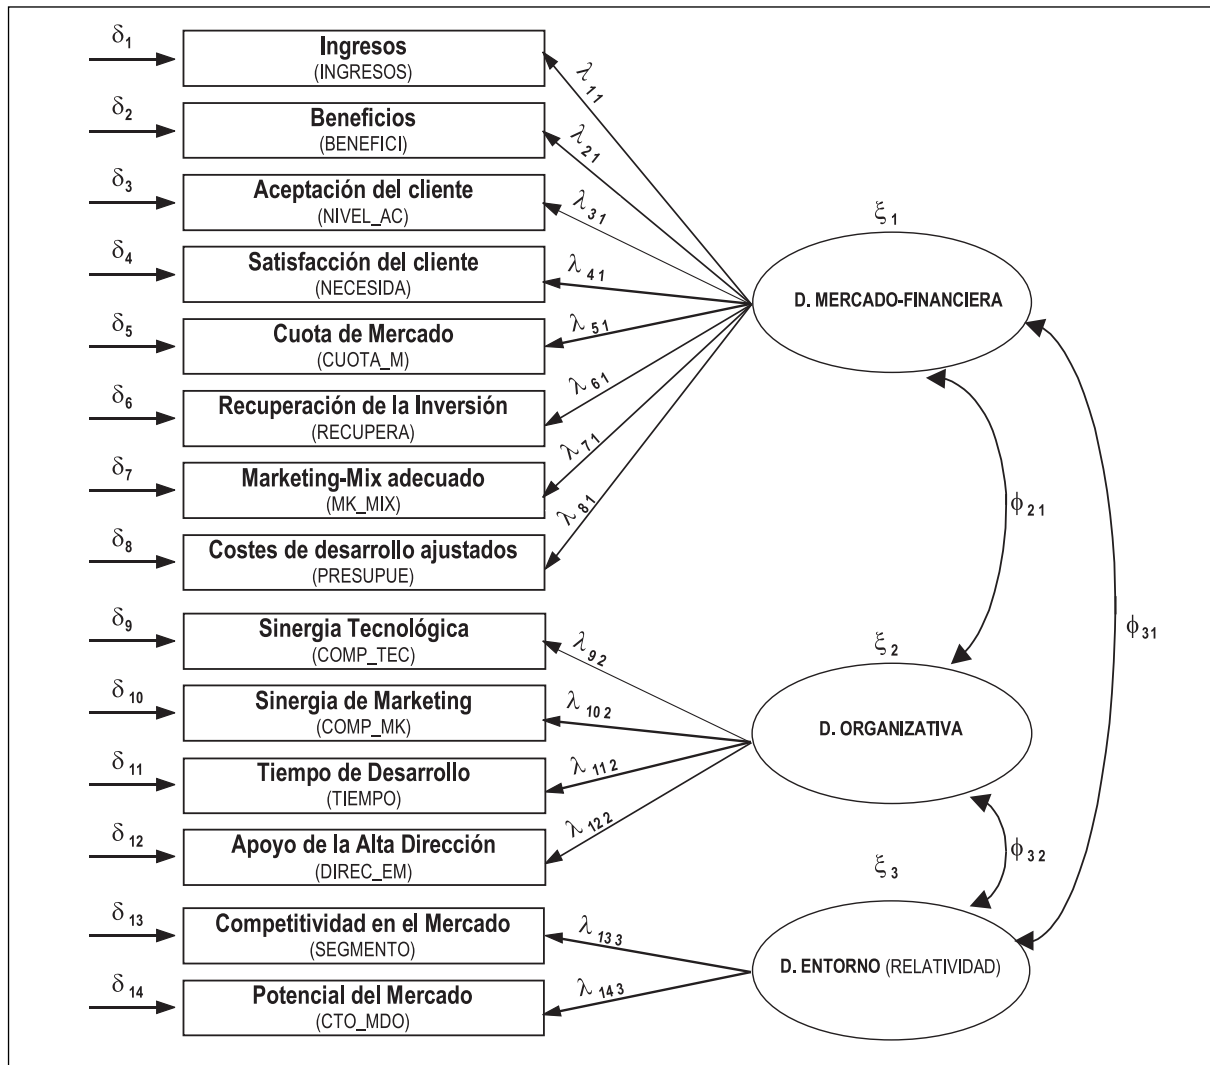 δ1
Ingresos
(INGRESOS)
λ11
δ2
Beneficios
(BENEFICI)
λ21
δ3
Aceptación del cliente
(NIVEL_AC)
λ31
δ4
Satisfacción del cliente
(NECESIDA)
λ41
δ5
Cuota de Mercado
(CUOTA_M)
λ51
δ6
Recuperación de la Inversión
(RECUPERA)
λ61
δ7
Marketing-Mix adecuado
(MK_MIX)
λ71
δ8
Costes de desarrollo ajustados
(PRESUPUE)
λ81
ξ1
D. MERCADO-FINANCIERA
ϕ21
ϕ31
δ9
Sinergia Tecnológica
(COMP_TEC)
λ92
δ10
Sinergia de Marketing
(COMP_MK)
λ102
δ11
Tiempo de Desarrollo
(TIEMPO)
λ112
δ12
Apoyo de la Alta Dirección
(DIREC_EM)
λ122
ξ2
D. ORGANIZATIVA
ϕ32
δ13
Competitividad en el Mercado
(SEGMENTO)
λ133
δ14
Potencial del Mercado
(CTO_MDO)
λ143
ξ3
D. ENTORNO (RELATIVIDAD)